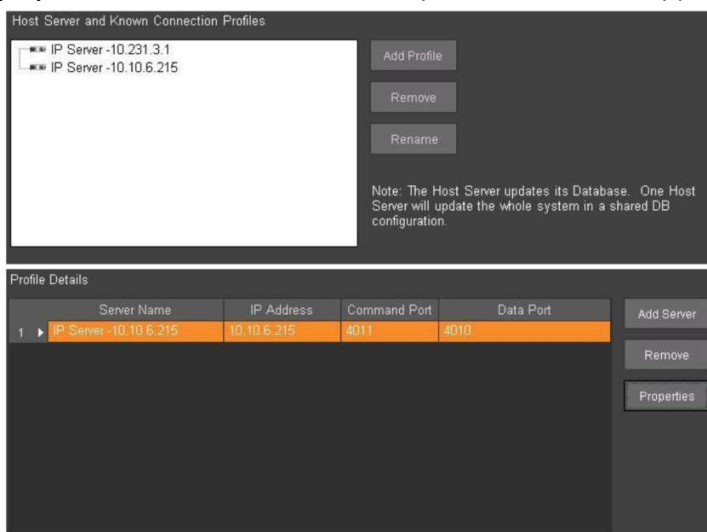 Host Server and Known Connection Profiles
IP Server -10.231.3.1
IP Server -10.10.6.215
Add Profile
Remove
Rename
Note: The Host Server updates its Database. One Host
Server will update the whole system in a shared DB
configuration.
Profile Details
Server Name IP Address Command Port Data Port
1 IP Server -10.10.6.215 10.10.6.215 4011 4010
Add Server
Remove
Properties